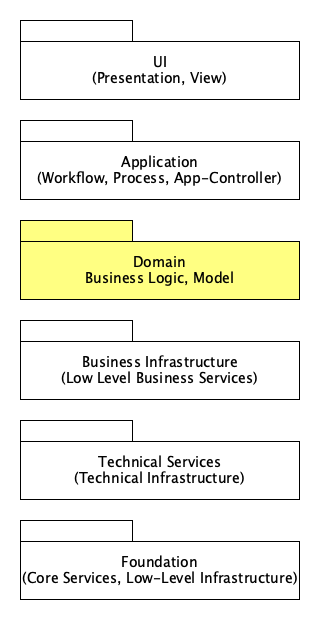 UI
(Presentation, View)
Application
(Workflow, Process, App-Controller)
Domain
Business Logic, Model
Business Infrastructure
(Low Level Business Services)
Technical Services
(Technical Infrastructure)
Foundation
(Core Services, Low-Level Infrastructure)